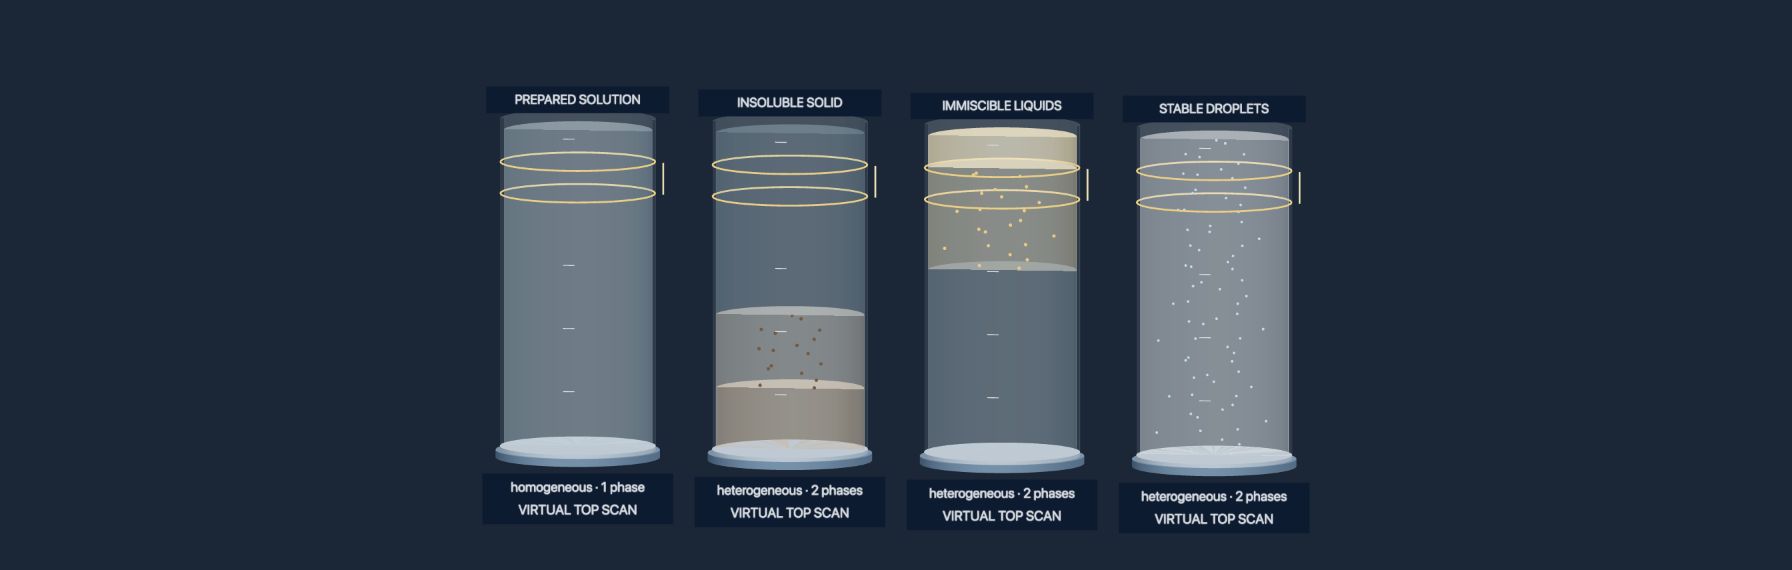 PREPARED SOLUTION
INSOLUBLE SOLID
IMMISCIBLE LIQUIDS
STABLE DROPLETS
homogeneous · 1 phase
VIRTUAL TOP SCAN
heterogeneous · 2 phases
VIRTUAL TOP SCAN
heterogeneous · 2 phases
VIRTUAL TOP SCAN
heterogeneous · 2 phases
VIRTUAL TOP SCAN